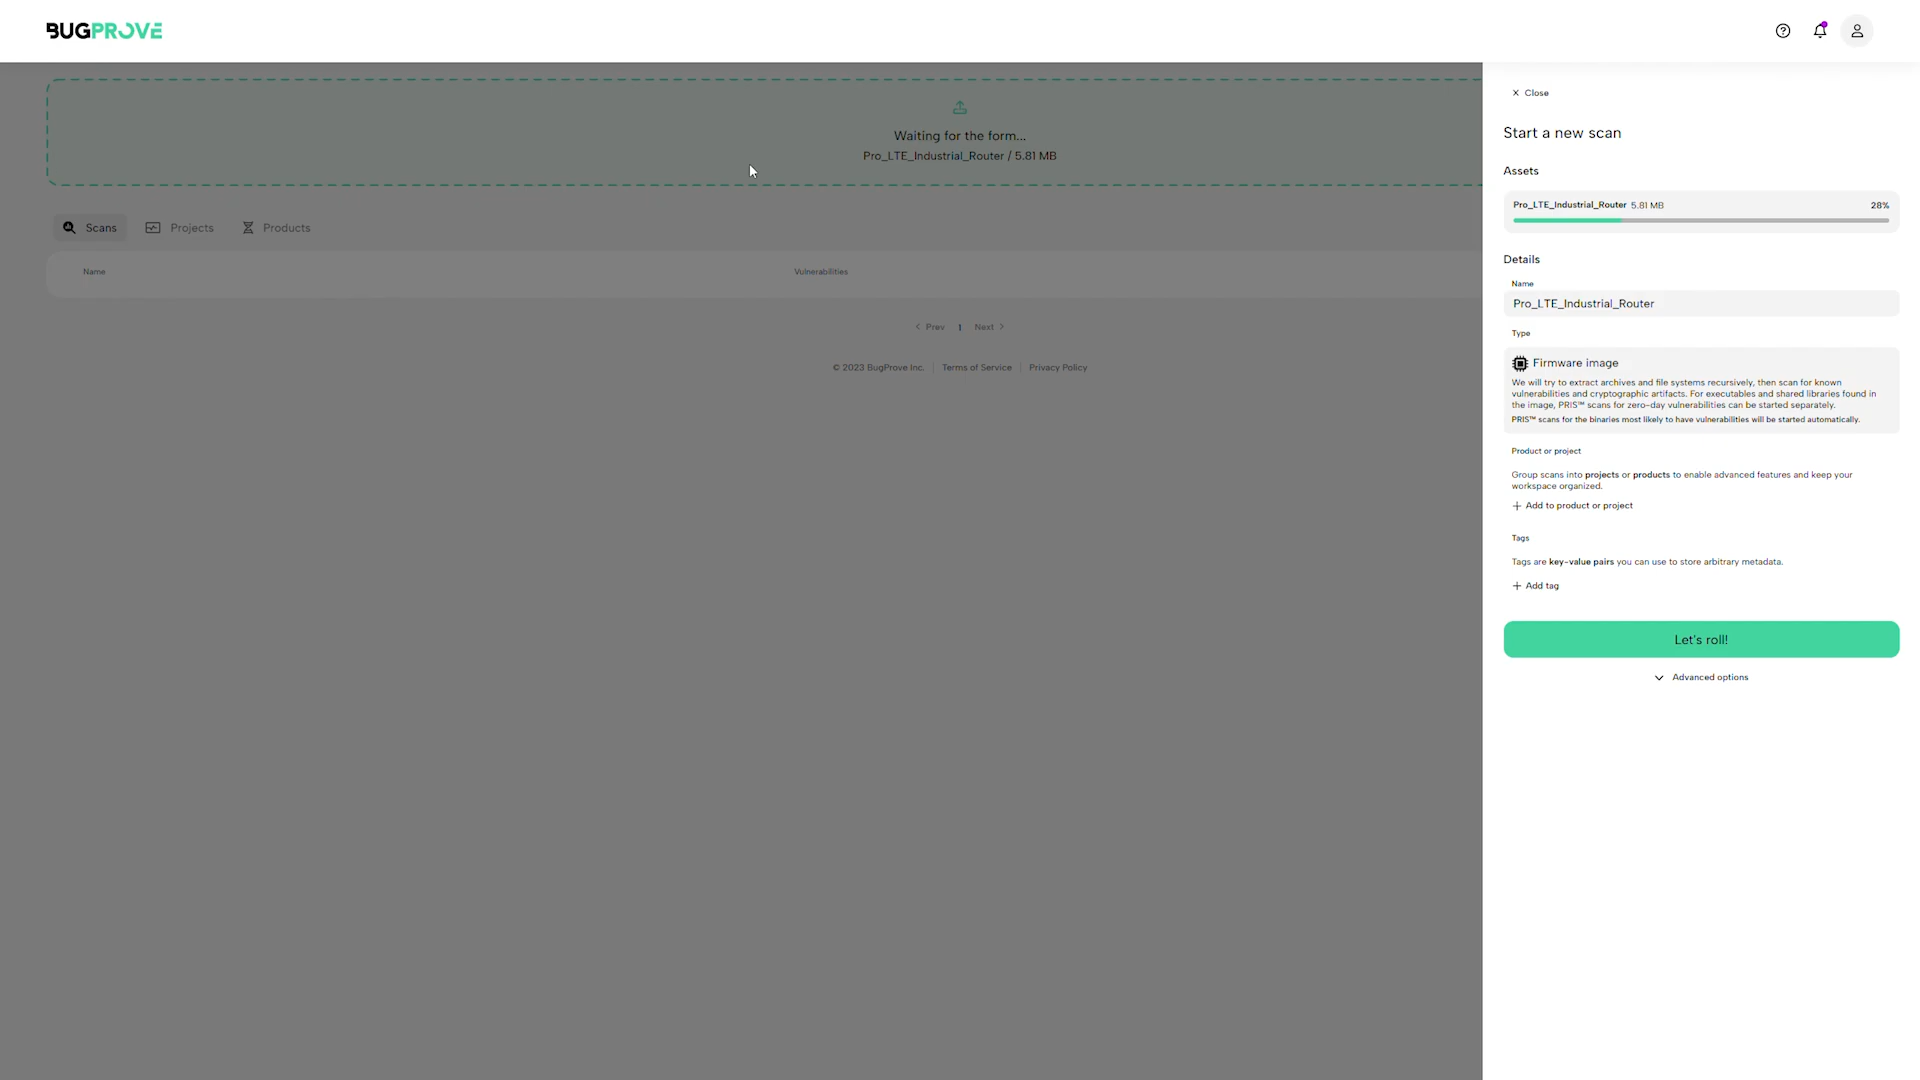 BUGPROVE
Waiting for the form...
Pro_LTE_Industrial_Router / 5.81 MB
Scans
Projects
Products
Name
Vulnerabilities
Prev
1
Next
© 2023 BugProve Inc.
Terms of Service
Privacy Policy
Close
Start a new scan
Assets
Pro_LTE_Industrial_Router 5.81 MB
28%
Details
Name
Pro_LTE_Industrial_Router
Type
Firmware image
We will try to extract archives and file systems recursively, then scan for known
vulnerabilities and cryptographic artifacts. For executables and shared libraries found in
the image, PRIS™ scans for zero-day vulnerabilities can be started separately.
PRIS™ scans for the binaries most likely to have vulnerabilities will be started automatically.
Product or project
Group scans into projects or products to enable advanced features and keep your
workspace organized.
Add to product or project
Tags
Tags are key-value pairs you can use to store arbitrary metadata.
Add tag
Let's roll!
Advanced options